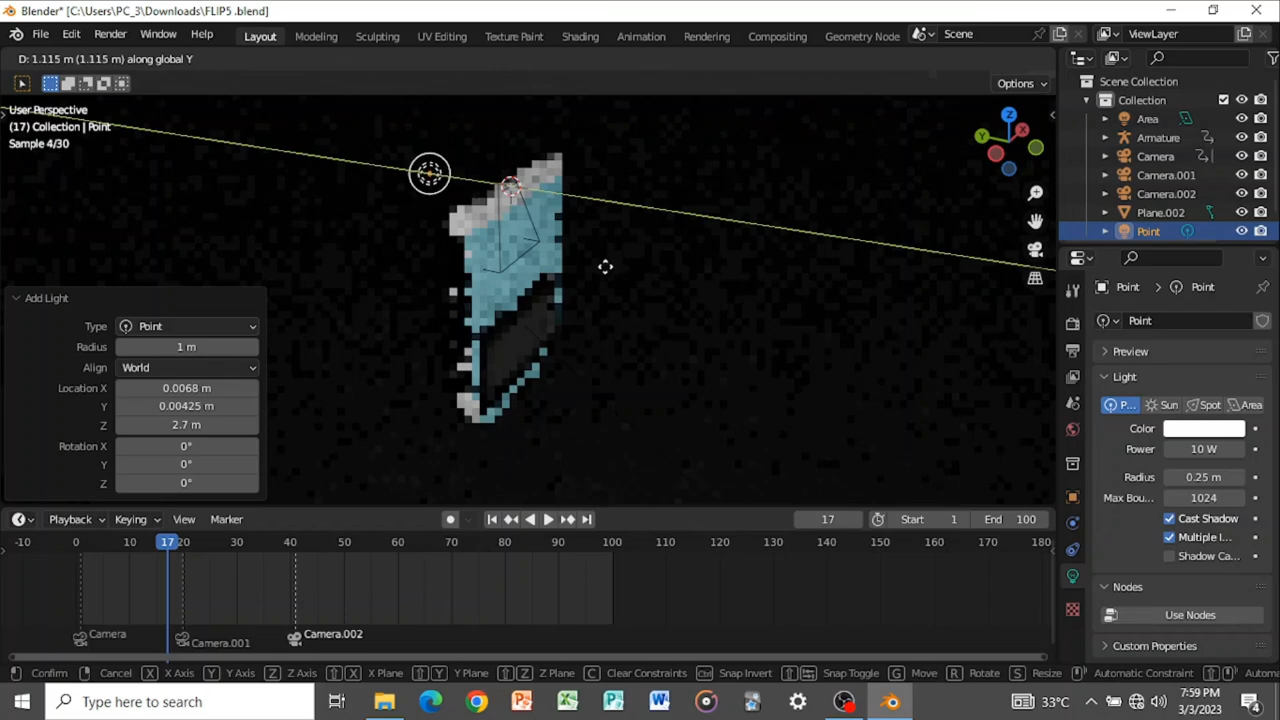 Blender* [C:\Users\PC_3\Downloads\FLIP5 .blend]
File Edit Render Window Help Layout Modeling Sculpting UV Editing Texture Paint Shading Animation Rendering Compositing Geometry Node Scene ViewLayer
D: 1.115 m (1.115 m) along global Y
Options
User Perspective
(17) Collection | Point
Sample 4/30
Z
X
Y
Scene Collection
Collection
Area
Armature
Camera
Camera.001
Camera.002
Plane.002
Point
Point Point
Point
Preview
Light
P... Sun Spot Area
Color
Power 10 W
Radius 0.25 m
Max Bou... 1024
Cast Shadow
Multiple I...
Shadow Ca...
Nodes
Use Nodes
Custom Properties
Add Light
Type Point
Radius 1 m
Align World
Location X 0.0068 m
Y 0.00425 m
Z 2.7 m
Rotation X 0°
Y 0°
Z 0°
Playback Keying View Marker 17 Start 1 End 100
-10 0 10 17 20 30 40 50 60 70 80 90 100 110 120 130 140 150 160 170 180
Camera Camera.001 Camera.002
Confirm Cancel X X Axis Y Y Axis Z Z Axis X X Plane Y Y Plane Z Z Plane C Clear Constraints Ctrl Snap Invert Snap Toggle G Move R Rotate S Resize Automatic Constraint Automatic
Type here to search
33°C
7:59 PM
3/3/2023
4